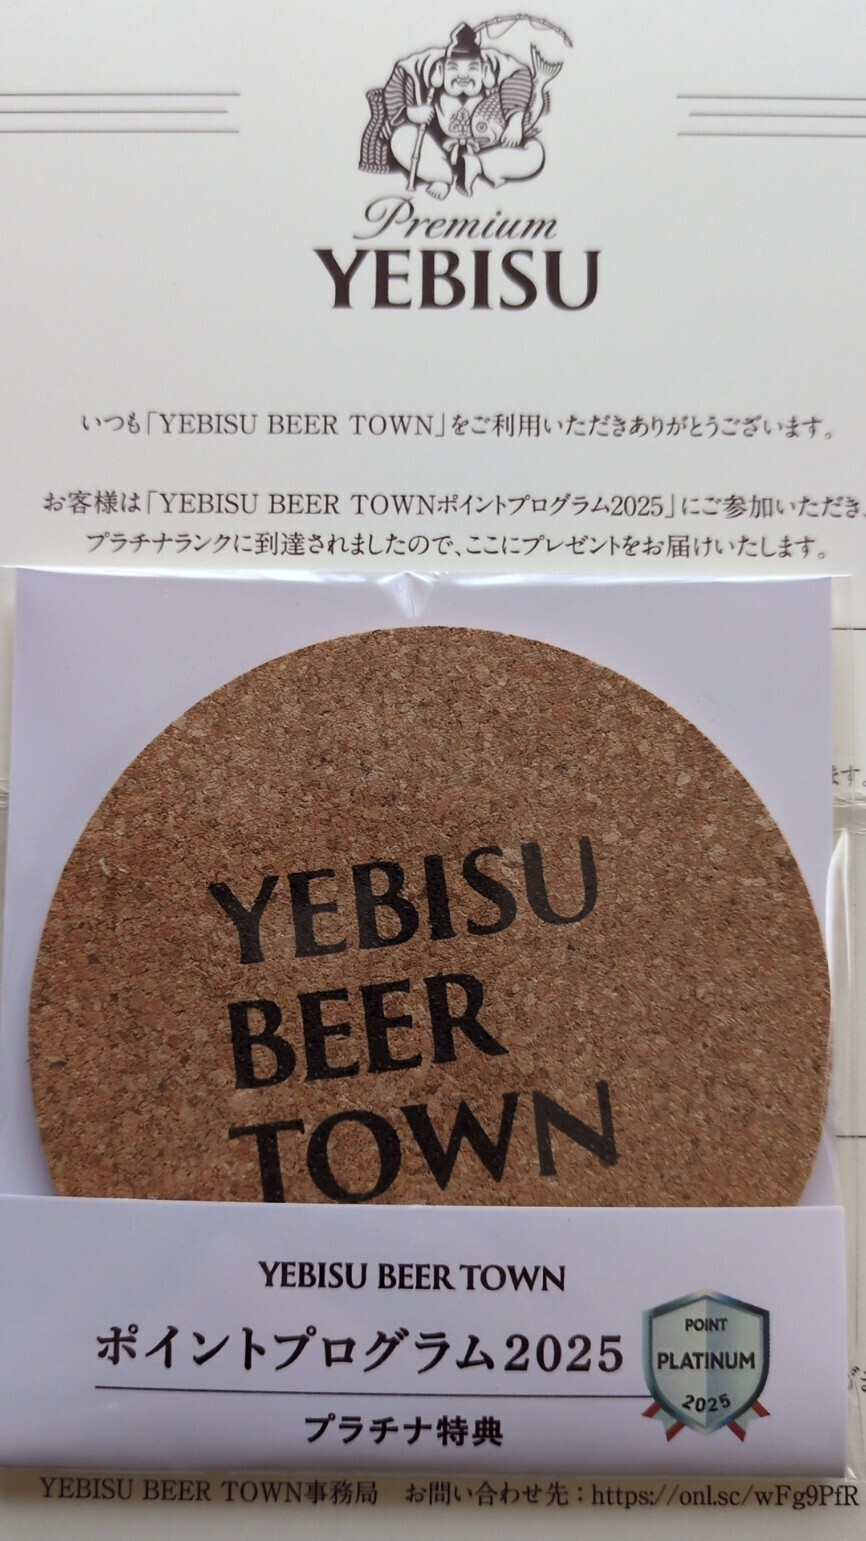 Premium
YEBISU
いつも「YEBISU BEER TOWN」をご利用いただきありがとうございます。
お客様は「YEBISU BEER TOWNポイントプログラム2025」にご参加いただき、
プラチナランクに到達されましたので、ここにプレゼントをお届けいたします。
ます。
YEBISU
BEER
TOWN
YEBISU BEER TOWN
ポイントプログラム2025
プラチナ特典
POINT
PLATINUM
2025
YEBISU BEER TOWN事務局 お問い合わせ先：https://onl.sc/wFg9PfR